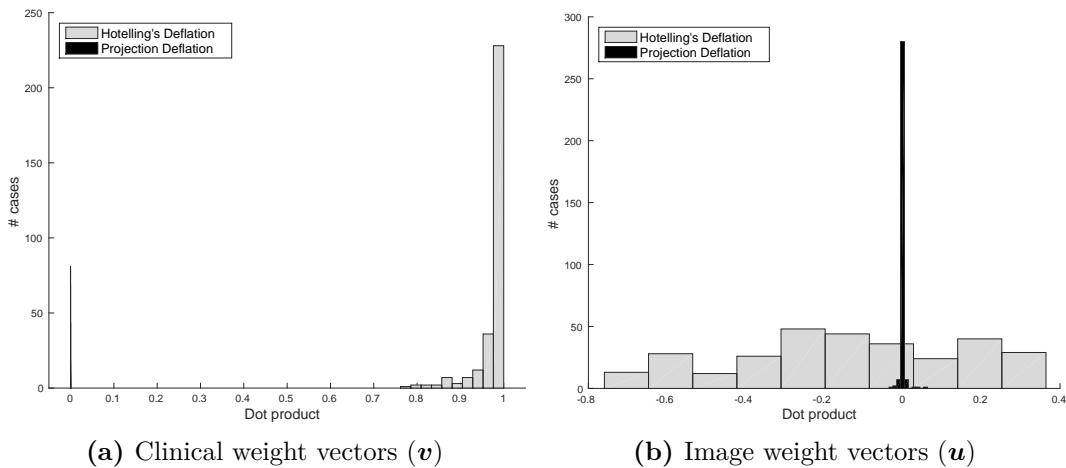 250
200
150
100
50
0
# cases
Hotelling's Deflation
Projection Deflation
0 0.1 0.2 0.3 0.4 0.5 0.6 0.7 0.8 0.9 1
Dot product
(a) Clinical weight vectors (v)
300
250
200
150
100
50
0
# cases
Hotelling's Deflation
Projection Deflation
-0.8 -0.6 -0.4 -0.2 0 0.2 0.4
Dot product
(b) Image weight vectors (u)